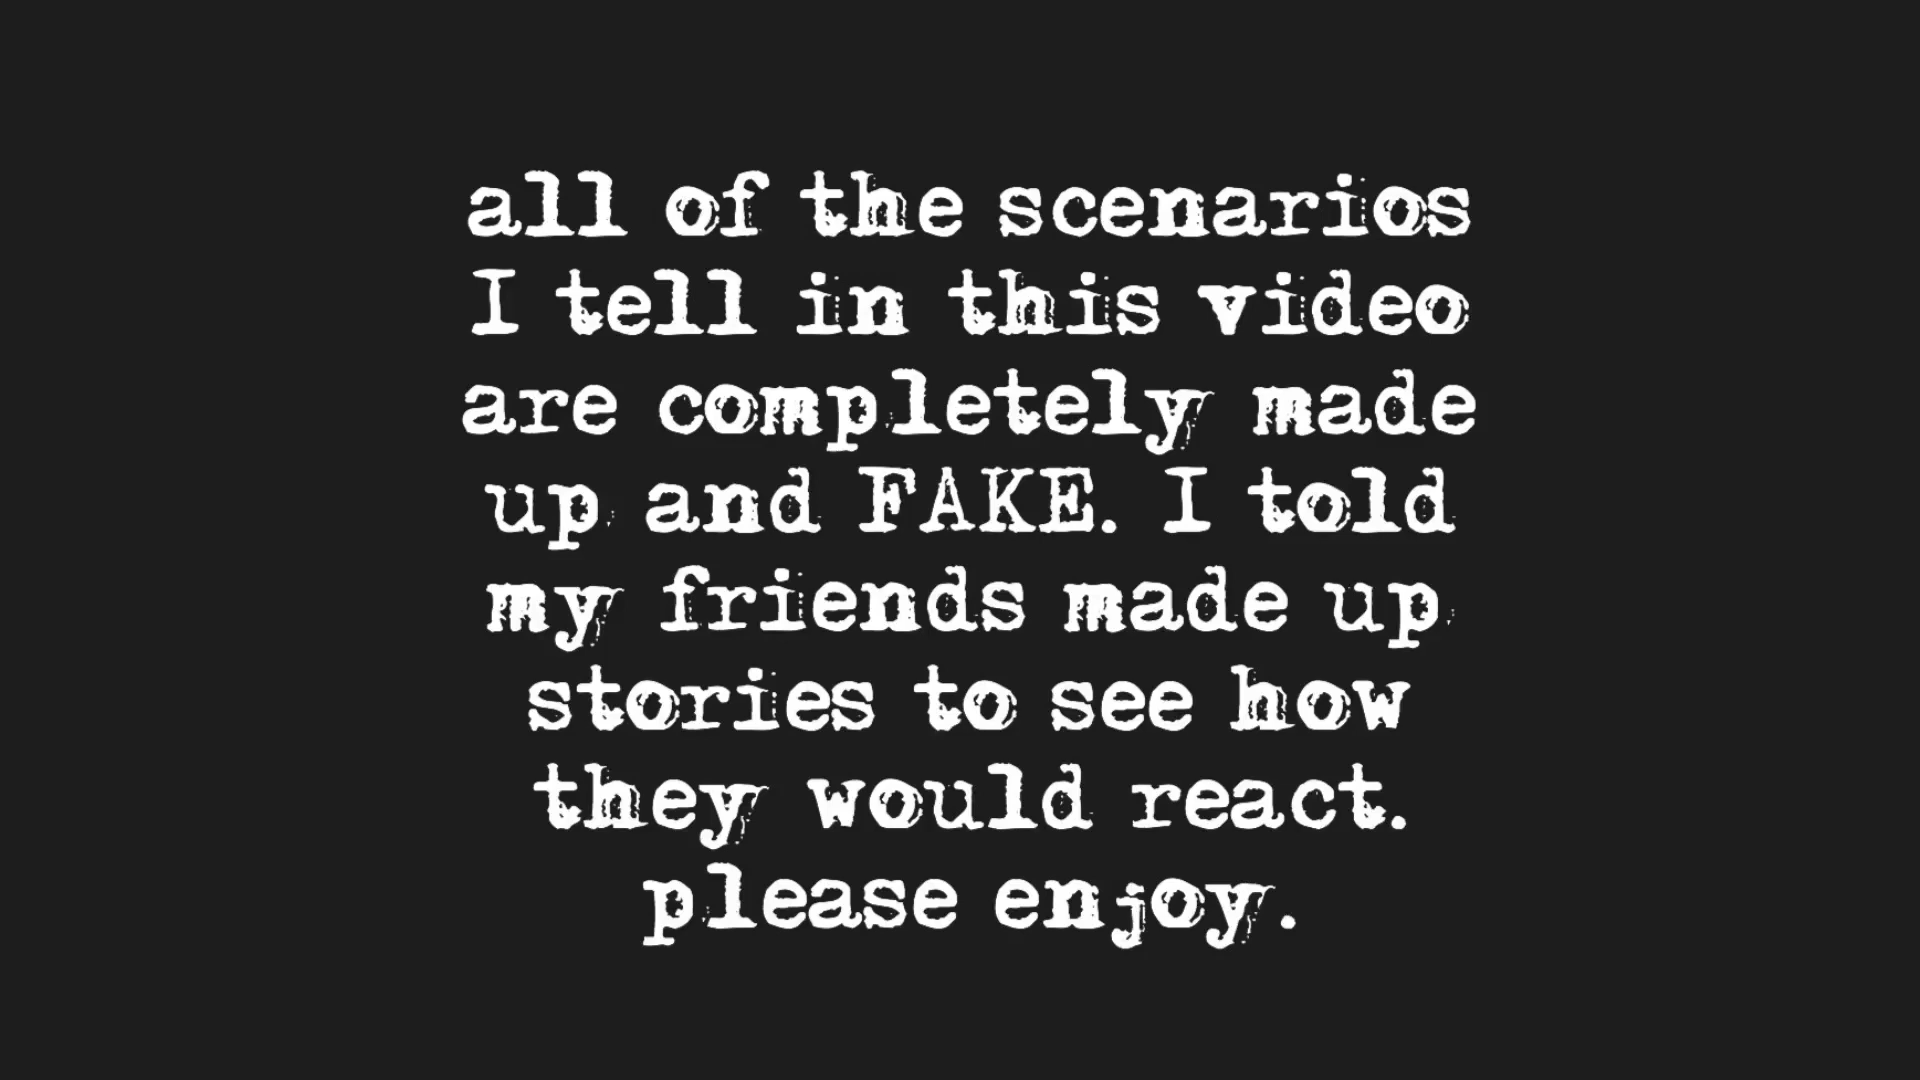 all of the scenarios
I tell in this video
are completely made
up and FAKE. I told
my friends made up
stories to see how
they would react.
please enjoy.